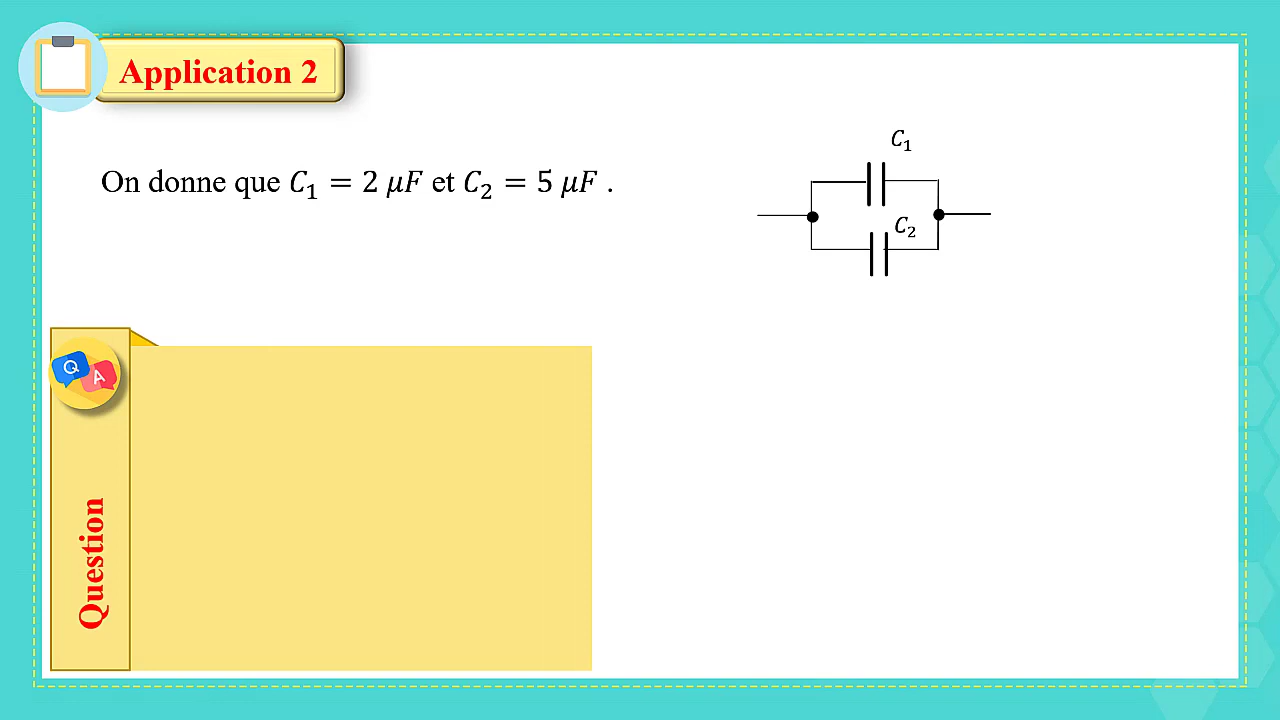 Application 2
C₁
On donne que C₁ = 2 μF et C₂ = 5 μF .
C₂
Q
A
Question